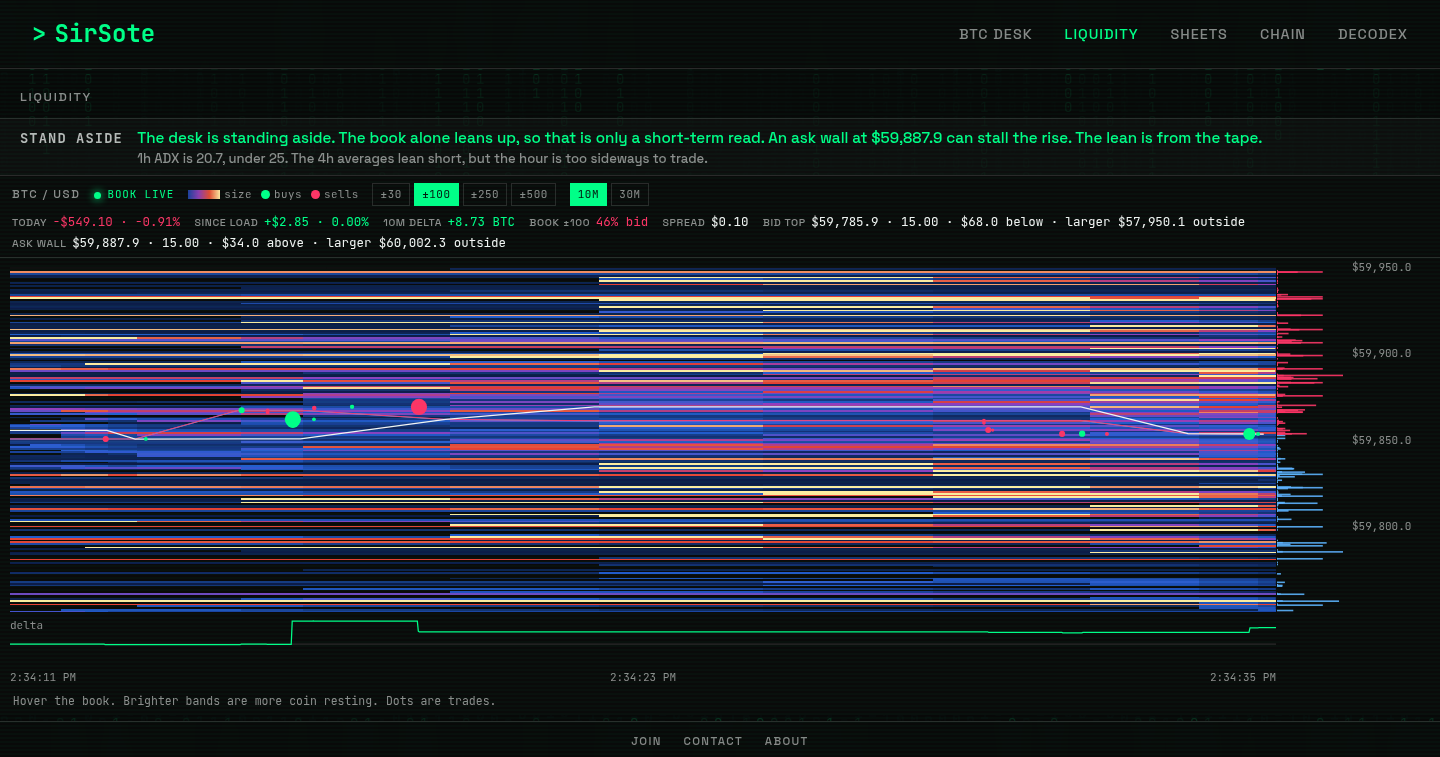 > SirSote
BTC DESK LIQUIDITY SHEETS CHAIN DECODEX
LIQUIDITY
STAND ASIDE The desk is standing aside. The book alone leans up, so that is only a short-term read. An ask wall at $59,887.9 can stall the rise. The lean is from the tape.
1h ADX is 20.7, under 25. The 4h averages lean short, but the hour is too sideways to trade.
BTC / USD BOOK LIVE size buys sells ±30 ±100 ±250 ±500 10M 30M
TODAY -$549.10 · -0.91% SINCE LOAD +$2.85 · 0.00% 10M DELTA +8.73 BTC BOOK ±100 46% bid SPREAD $0.10 BID TOP $59,785.9 · 15.00 · $68.0 below · larger $57,950.1 outside
ASK WALL $59,887.9 · 15.00 · $34.0 above · larger $60,002.3 outside
$59,950.0
$59,900.0
$59,850.0
$59,800.0
delta
2:34:11 PM 2:34:23 PM 2:34:35 PM
Hover the book. Brighter bands are more coin resting. Dots are trades.
JOIN CONTACT ABOUT